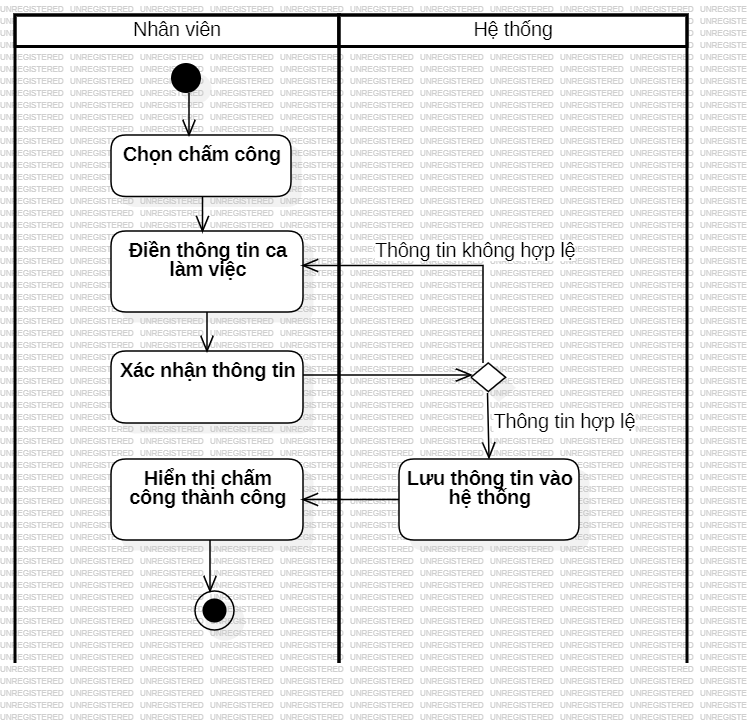 Nhân viên
Hệ thống
Chọn chấm công
Điền thông tin ca
làm việc
Thông tin không hợp lệ
Xác nhận thông tin
Thông tin hợp lệ
Hiển thị chấm
công thành công
Lưu thông tin vào
hệ thống
UNREGISTERED